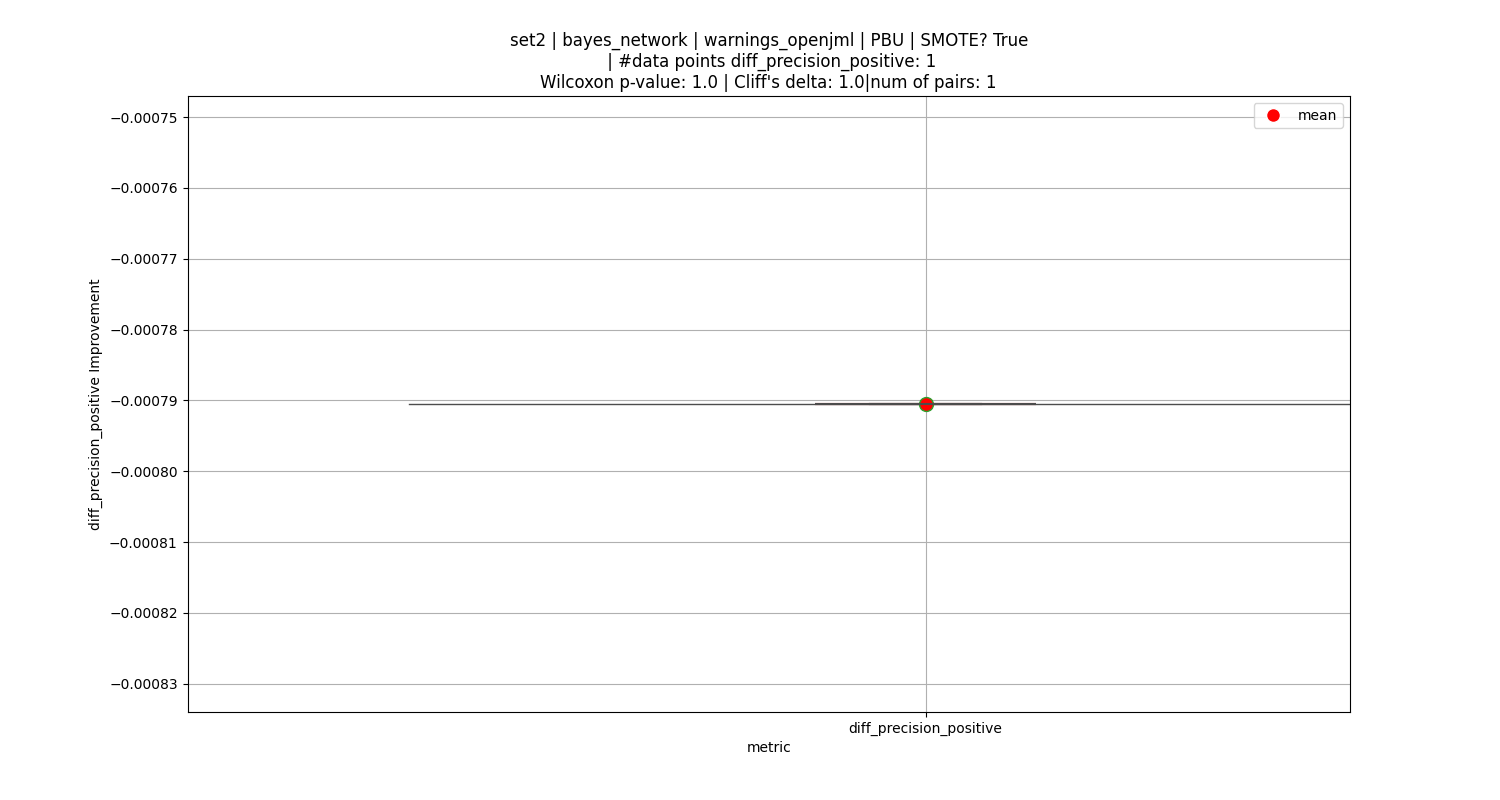 set2 | bayes_network | warnings_openjml | PBU | SMOTE? True
| #data points diff_precision_positive: 1
Wilcoxon p-value: 1.0 | Cliff's delta: 1.0|num of pairs: 1
mean
−0.00075
−0.00076
−0.00077
−0.00078
−0.00079
−0.00080
−0.00081
−0.00082
−0.00083
diff_precision_positive Improvement
diff_precision_positive
metric